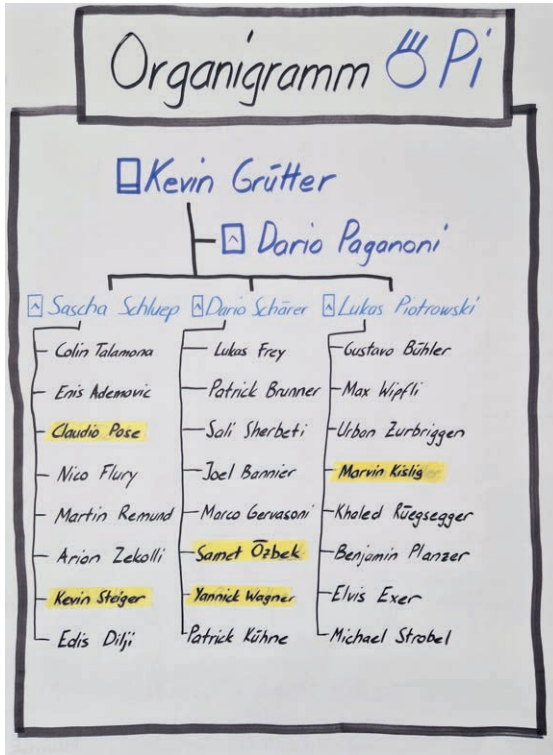 Organigramm Pi
Kevin Grütter
Dario Paganoni
Sascha Schluep
Colin Talamona
Enis Ademovic
Claudio Pose
Nico Flury
Martin Remund
Arion Zekolli
Kevin Steiger
Edis Dilji
Dario Schärer
Lukas Frey
Patrick Brunner
Sali Sherbeti
Joel Bannier
Marco Gervasoni
Samet Özbek
Yannick Wagner
Patrick Kühne
Lukas Piotrowski
Gustavo Bühler
Max Wipfli
Urban Zurbriggen
Marvin Kislig
Khaled Rüegsegger
Benjamin Planzer
Elvis Exer
Michael Strobel